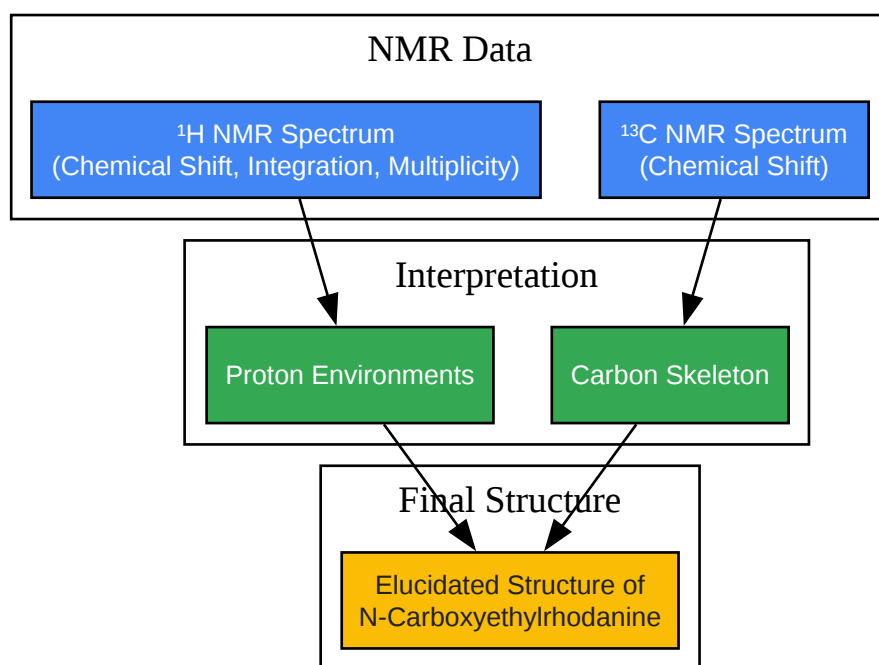 NMR Data
¹H NMR Spectrum
(Chemical Shift, Integration, Multiplicity)
¹³C NMR Spectrum
(Chemical Shift)
Interpretation
Proton Environments
Carbon Skeleton
Final Structure
Elucidated Structure of
N-Carboxyethylrhodanine